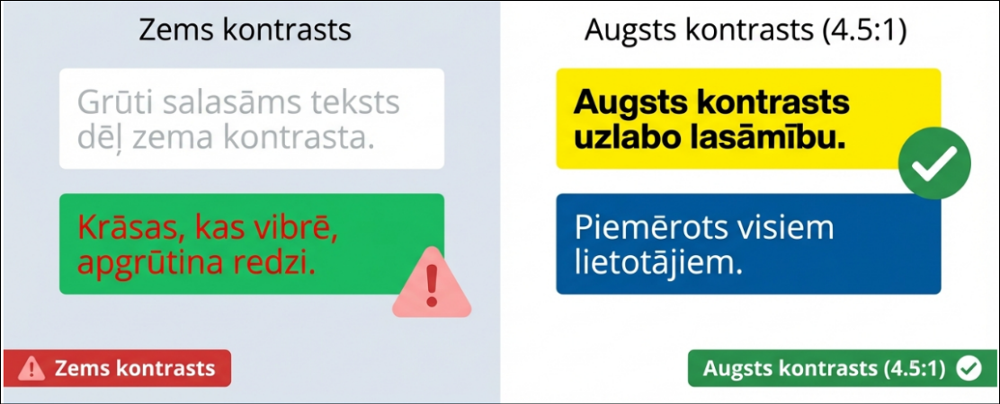 Zems kontrasts
Grūti salasāms teksts
dēļ zema kontrasta.
Krāsas, kas vibrē,
apgrūtina redzi.
Zems kontrasts
Augsts kontrasts (4.5:1)
Augsts kontrasts
uzlabo lasāmību.
Piemērots visiem
lietotājiem.
Augsts kontrasts (4.5:1)